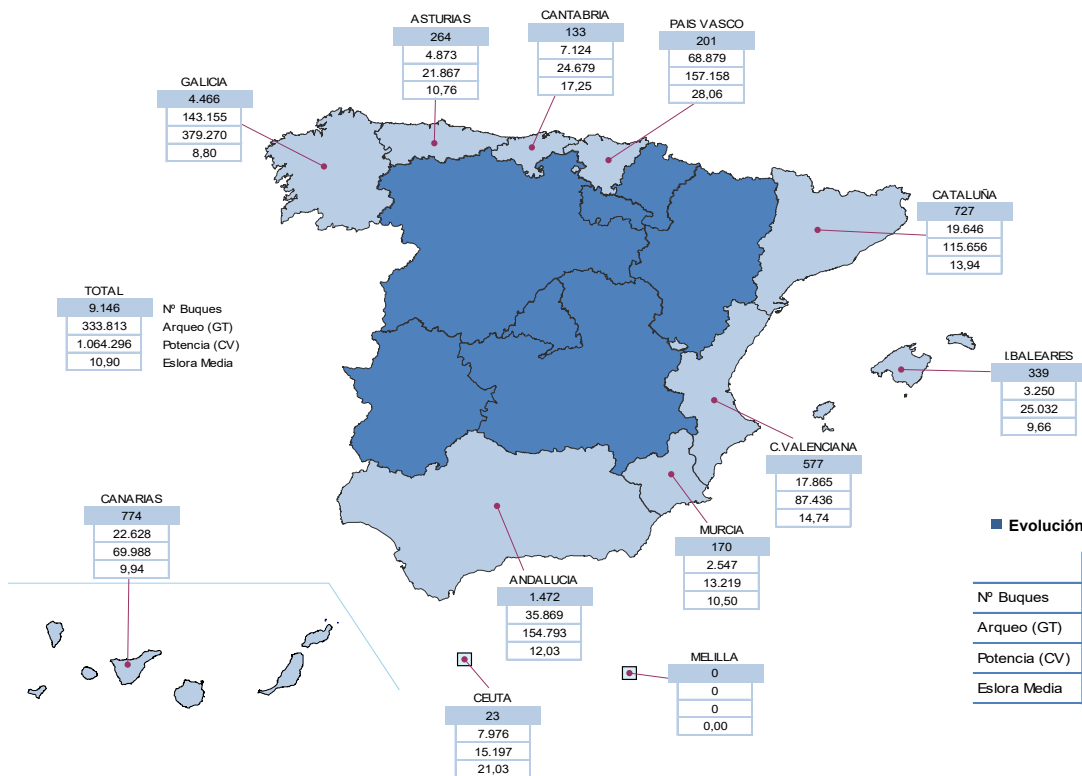 ASTURIAS
264
4.873
21.867
10,76
CANTABRIA
133
7.124
24.679
17,25
PAIS VASCO
201
68.879
157.158
28,06
GALICIA
4.466
143.155
379.270
8,80
CATALUÑA
727
19.646
115.656
13,94
TOTAL
9.146 Nº Buques
333.813 Arqueo (GT)
1.064.296 Potencia (CV)
10,90 Eslora Media
I.BALEARES
339
3.250
25.032
9,66
C.VALENCIANA
577
17.865
87.436
14,74
CANARIAS
774
22.628
69.988
9,94
MURCIA
170
2.547
13.219
10,50
ANDALUCIA
1.472
35.869
154.793
12,03
CEUTA
23
7.976
15.197
21,03
MELILLA
0
0
0
0,00
Evolución
Nº Buques
Arqueo (GT)
Potencia (CV)
Eslora Media